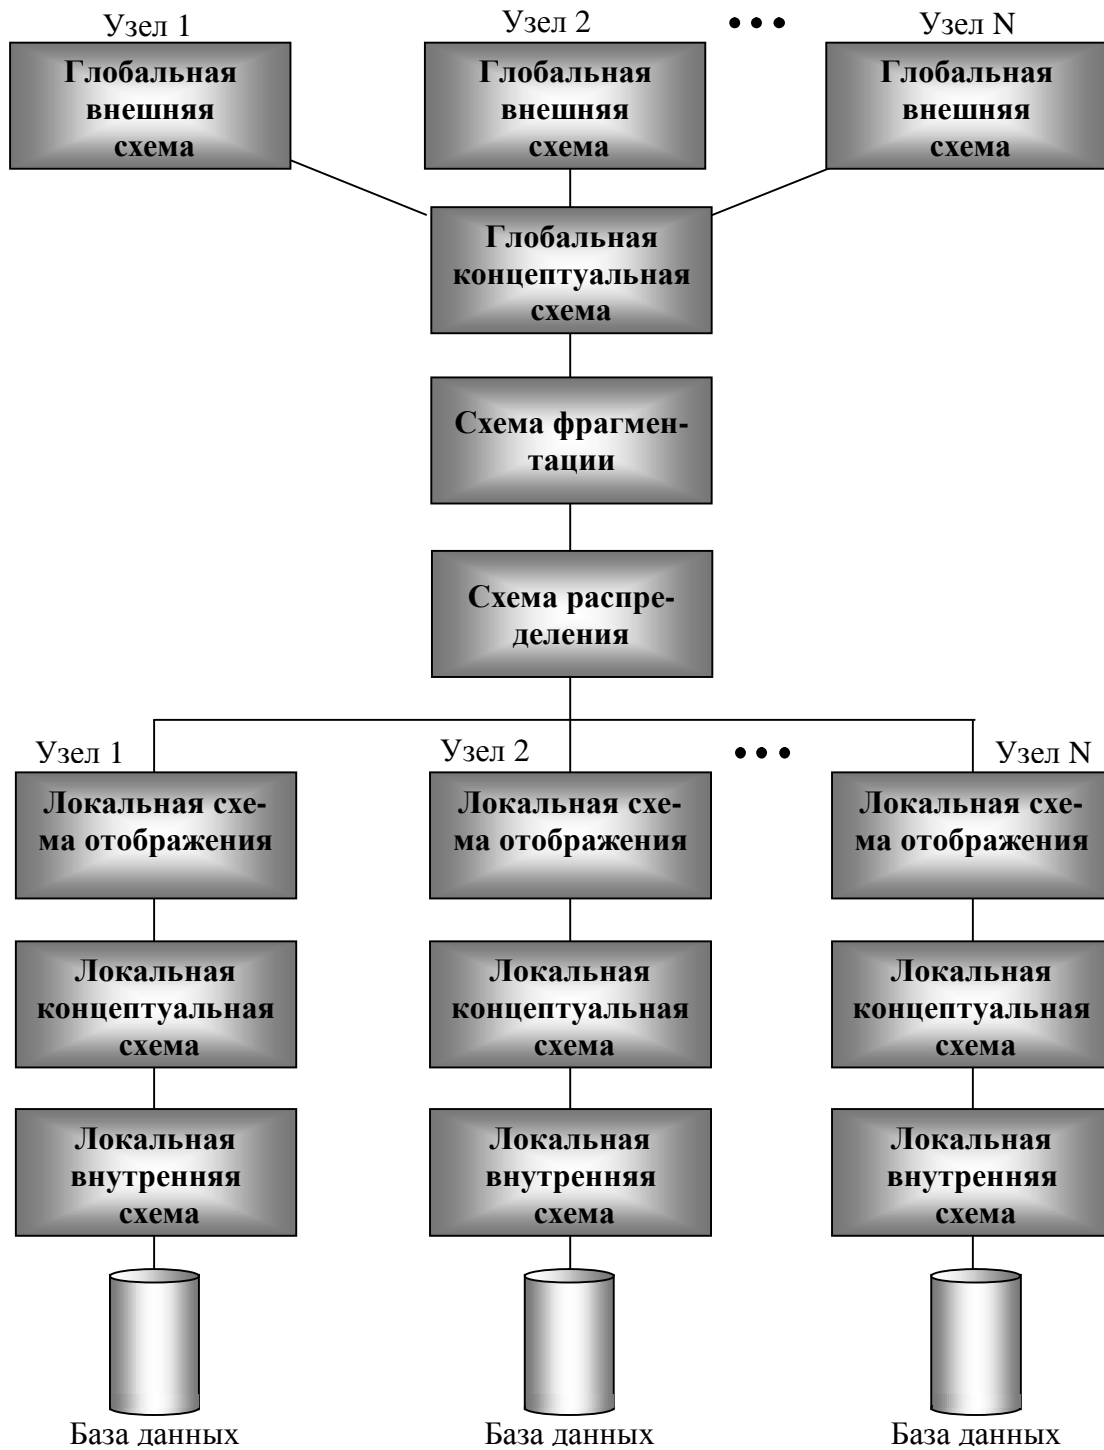 Узел 1
Узел 2
Узел N
Глобальная
внешняя
схема
Глобальная
внешняя
схема
Глобальная
внешняя
схема
Глобальная
концептуальная
схема
Схема фрагмен-
тации
Схема распре-
деления
Узел 1
Узел 2
Узел N
Локальная схе-
ма отображения
Локальная схе-
ма отображения
Локальная схе-
ма отображения
Локальная
концептуальная
схема
Локальная
концептуальная
схема
Локальная
концептуальная
схема
Локальная
внутренняя
схема
Локальная
внутренняя
схема
Локальная
внутренняя
схема
База данных
База данных
База данных